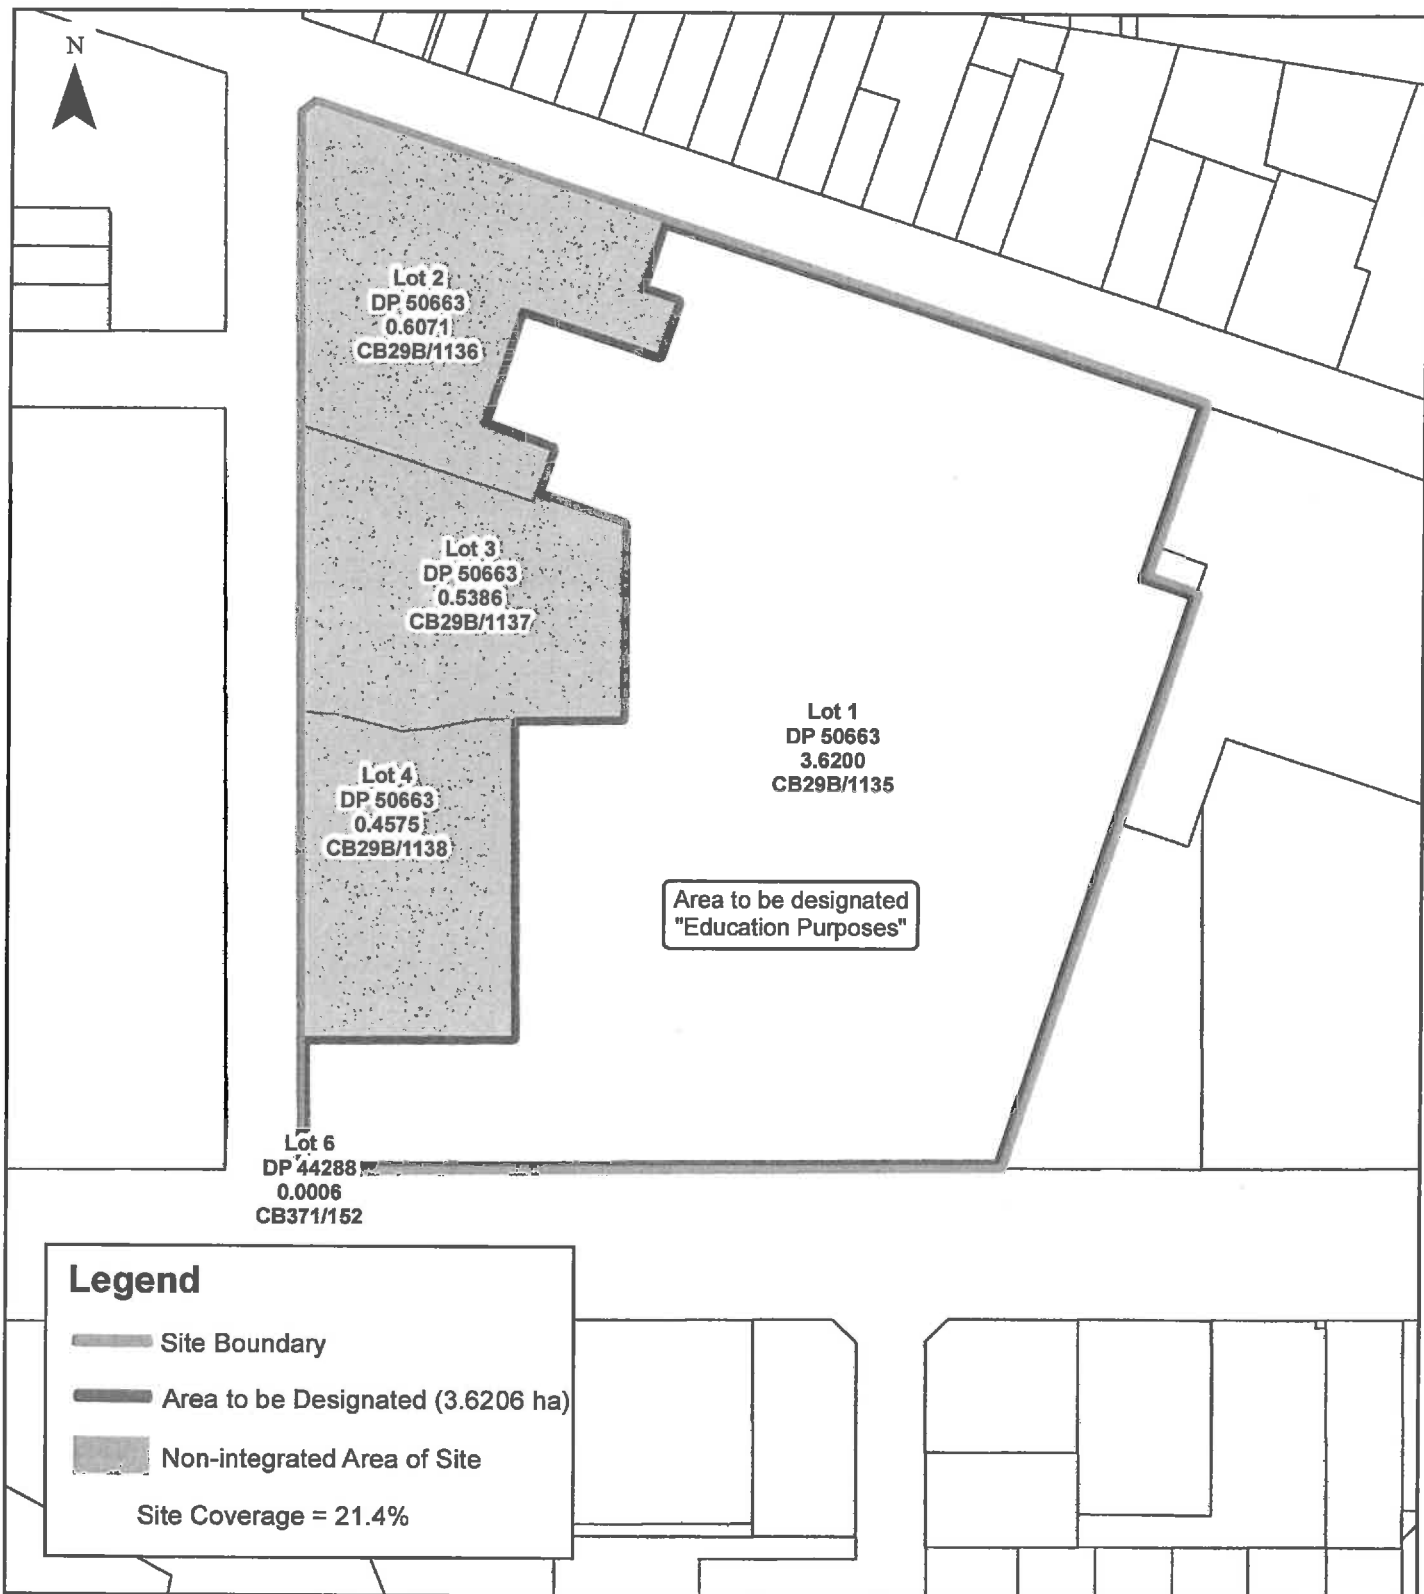 N
Lot 2
DP 50663
0.6071
CB29B/1136
Lot 3
DP 50663
0.5386
CB29B/1137
Lot 1
DP 50663
3.6200
CB29B/1135
Lot 4
DP 50663
0.4575
CB29B/1138
Area to be designated
"Education Purposes"
Lot 6
DP 44288
0.0006
CB371/152
Legend
Site Boundary
Area to be Designated (3.6206 ha)
Non-integrated Area of Site
Site Coverage = 21.4%